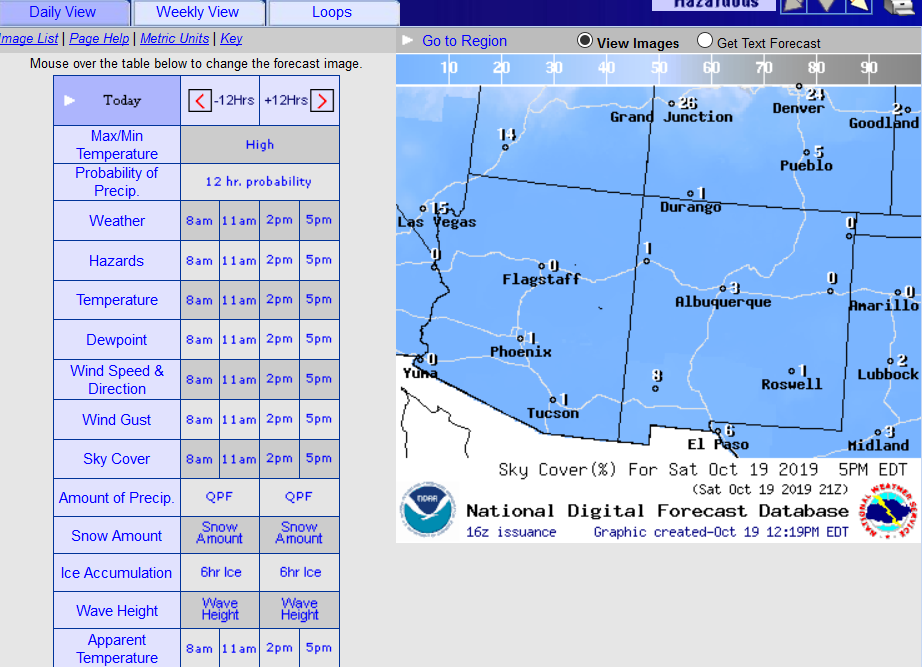 Daily View Weekly View Loops
Hazardous
Image List | Page Help | Metric Units | Key
Go to Region View Images Get Text Forecast
Mouse over the table below to change the forecast image.
10 20 30 40 50 60 70 80 90
Today -12Hrs +12Hrs
Max/Min Temperature High
Probability of Precip. 12 hr. probability
Weather 8am 11am 2pm 5pm
Hazards 8am 11am 2pm 5pm
Temperature 8am 11am 2pm 5pm
Dewpoint 8am 11am 2pm 5pm
Wind Speed & Direction 8am 11am 2pm 5pm
Wind Gust 8am 11am 2pm 5pm
Sky Cover 8am 11am 2pm 5pm
Amount of Precip. QPF QPF
Snow Amount Snow Amount Snow Amount
Ice Accumulation 6hr Ice 6hr Ice
Wave Height Wave Height Wave Height
Apparent Temperature 8am 11am 2pm 5pm
24
Denver
26
Grand Junction
2
Goodland
14
5
Pueblo
1
Durango
15
Las Vegas
0
0
1
0
Flagstaff
3
Albuquerque
0
0
Amarillo
1
Phoenix
0
Yuma
8
1
Roswell
2
Lubbock
1
Tucson
6
El Paso
3
Midland
Sky Cover(%) For Sat Oct 19 2019 5PM EDT
(Sat Oct 19 2019 21Z)
NOAA
National Digital Forecast Database
16z issuance Graphic created-Oct 19 12:19PM EDT
NATIONAL WEATHER SERVICE